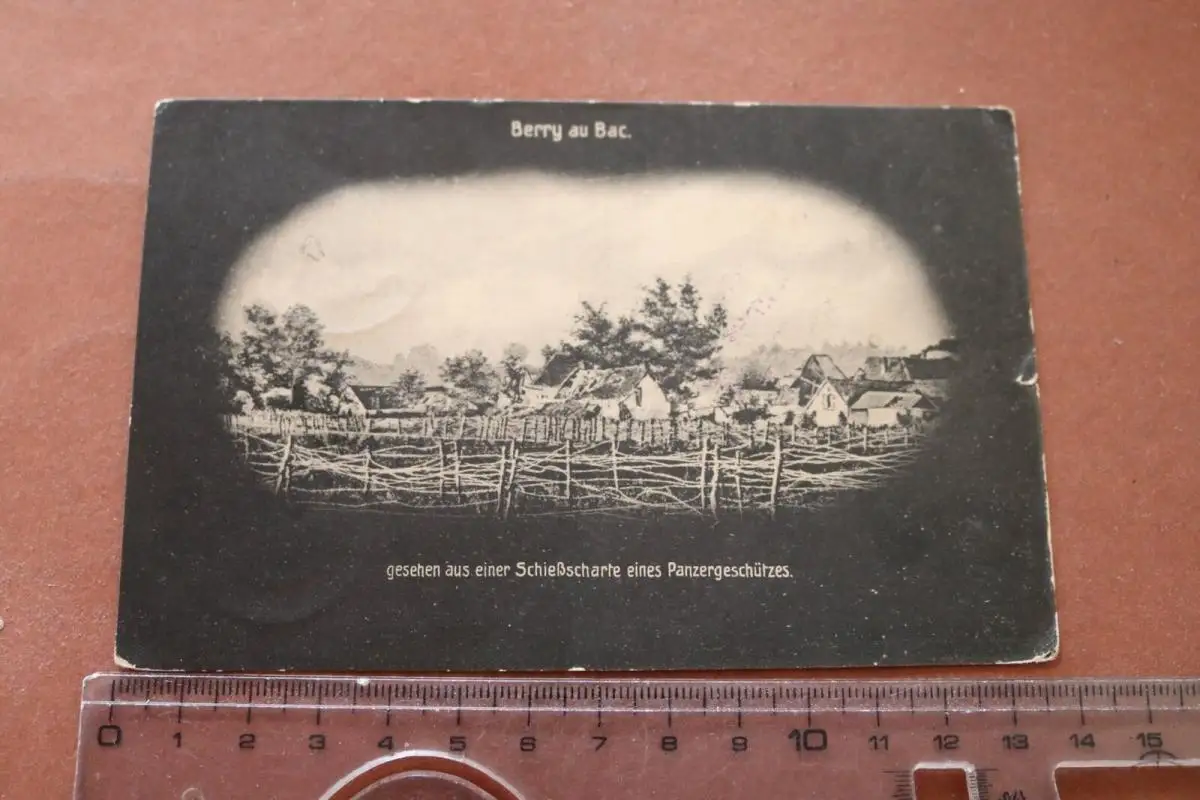 Berry au Bac.
gesehen aus einer Schießscharte eines Panzergeschützes.
0 1 2 3 4 5 6 7 8 9 10 11 12 13 14 15